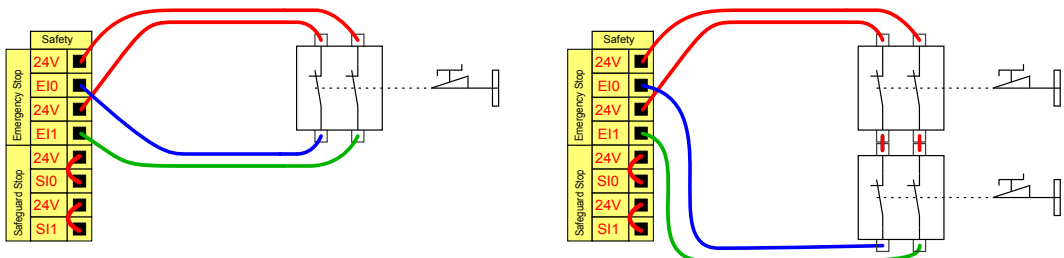 Safety
Emergency Stop
24V
EI0
24V
EI1
Safeguard Stop
24V
SI0
24V
SI1
Safety
Emergency Stop
24V
EI0
24V
EI1
Safeguard Stop
24V
SI0
24V
SI1